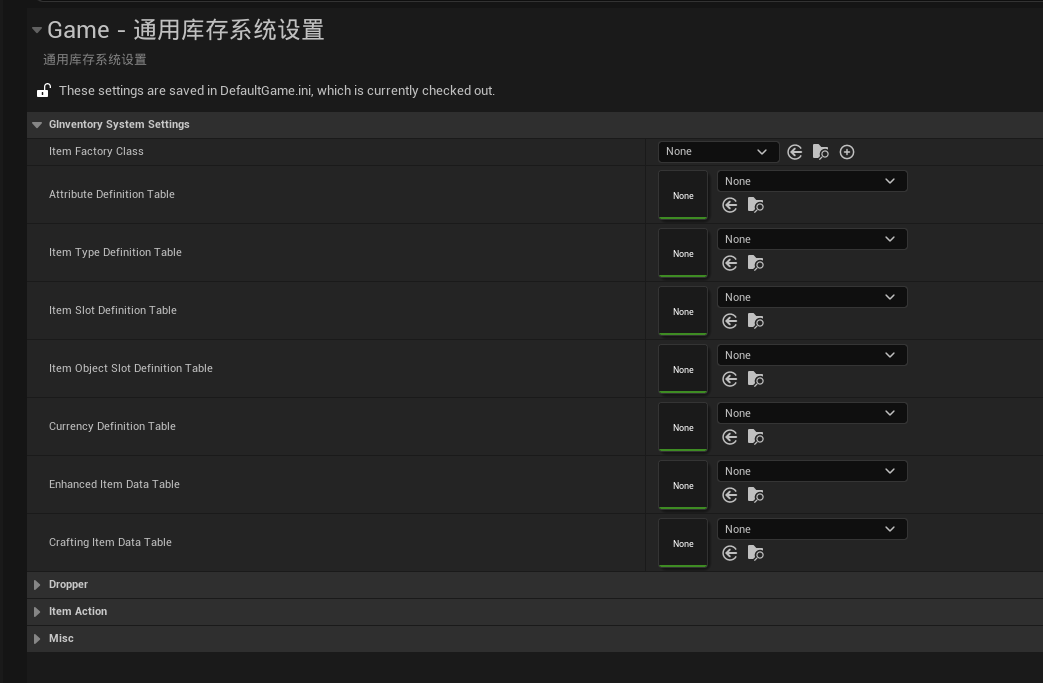 Game - 通用库存系统设置
通用库存系统设置
These settings are saved in DefaultGame.ini, which is currently checked out.
GInventory System Settings
Item Factory Class
None
Attribute Definition Table
None
None
Item Type Definition Table
None
None
Item Slot Definition Table
None
None
Item Object Slot Definition Table
None
None
Currency Definition Table
None
None
Enhanced Item Data Table
None
None
Crafting Item Data Table
None
None
Dropper
Item Action
Misc